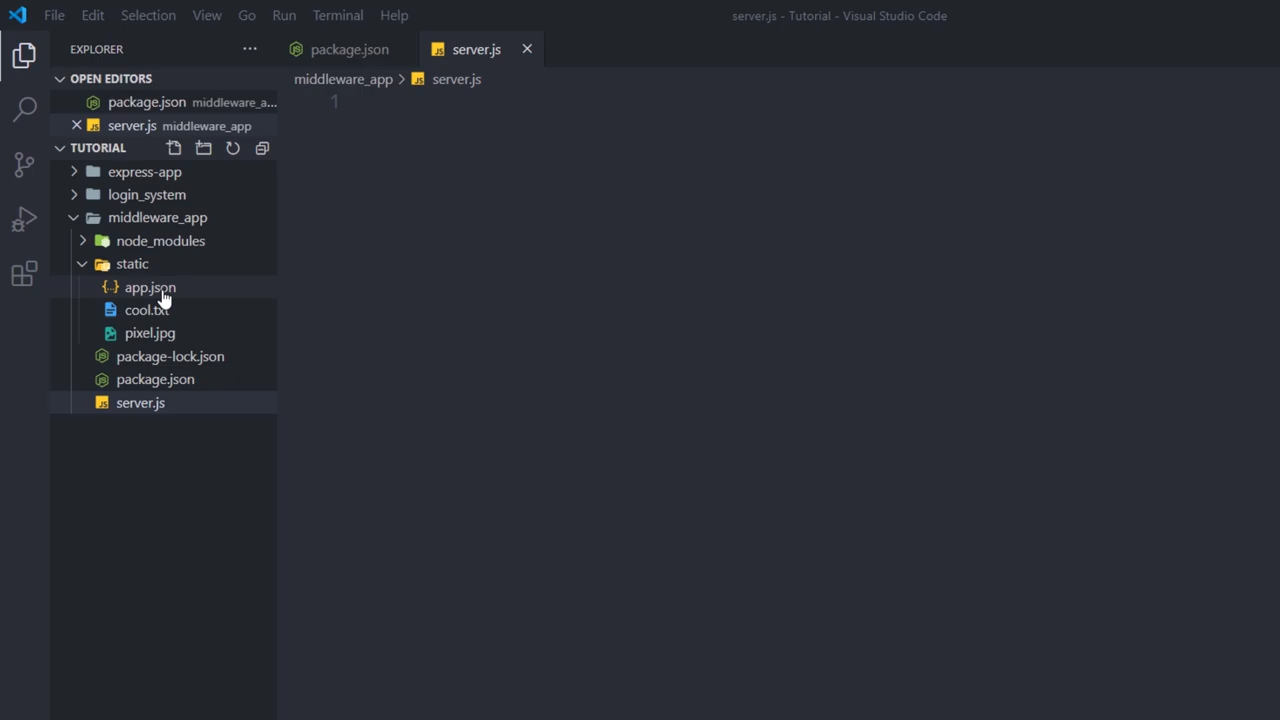 File Edit Selection View Go Run Terminal Help server.js - Tutorial - Visual Studio Code
EXPLORER
package.json
server.js
OPEN EDITORS
middleware_app > server.js
package.json middleware_a...
1
server.js middleware_app
TUTORIAL
express-app
login_system
middleware_app
node_modules
static
app.json
cool.txt
pixel.jpg
package-lock.json
package.json
server.js